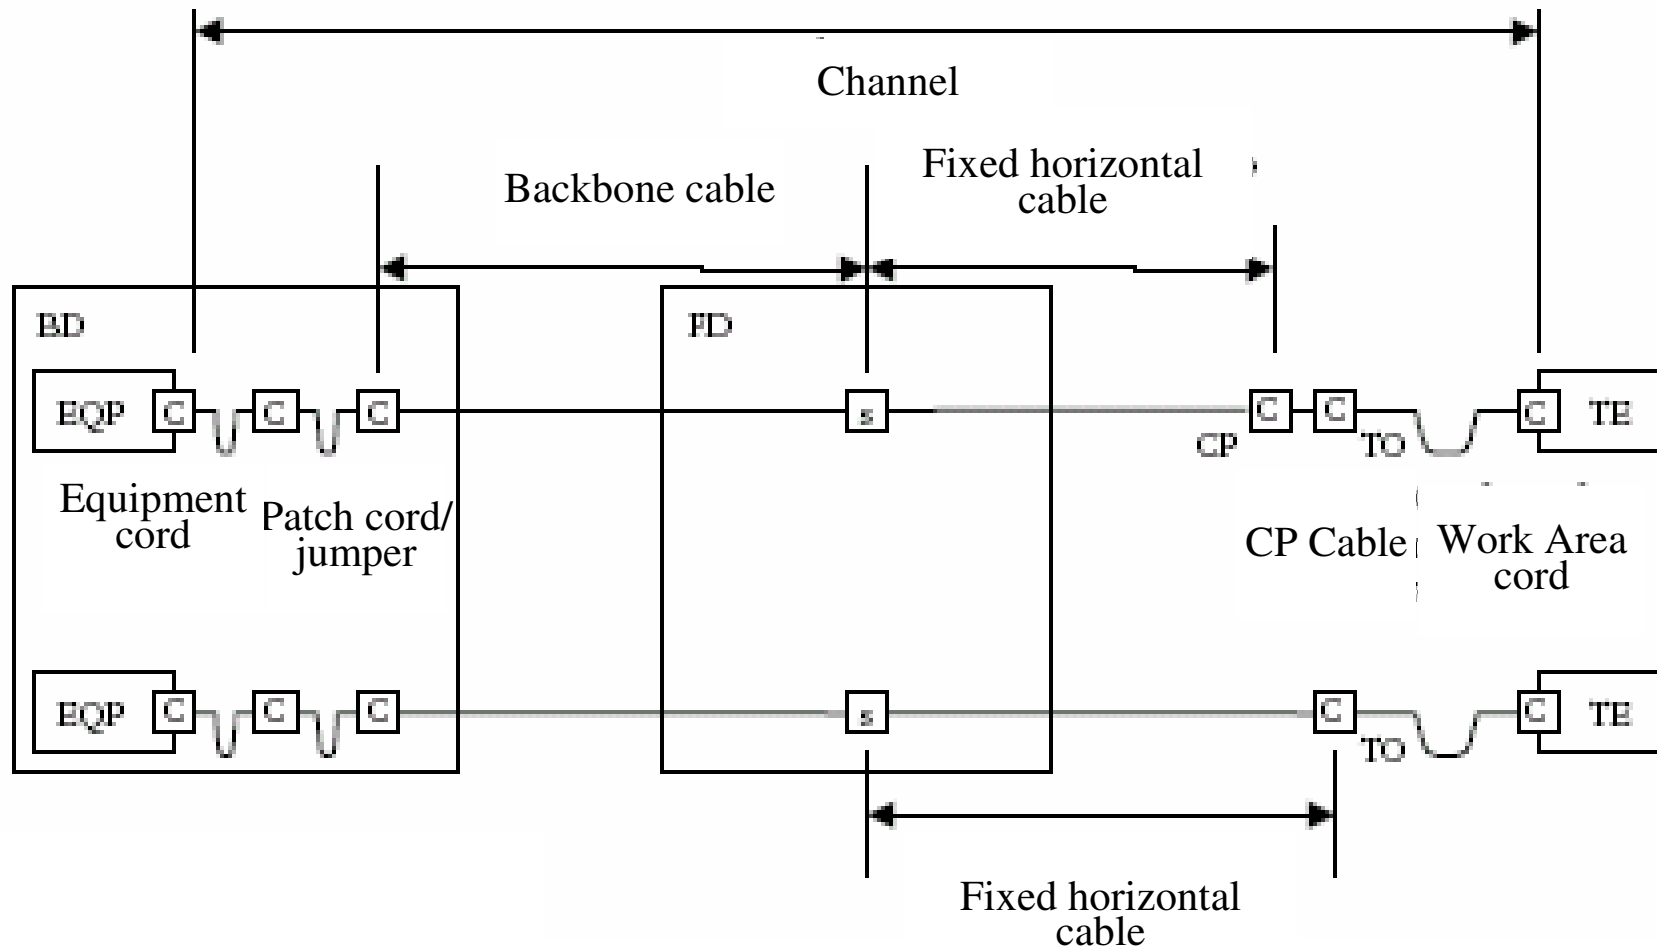 Channel
Backbone cable
Fixed horizontal
cable
BD
FD
EQP C C C s C C C TE
CP TO
Equipment
cord
Patch cord/
jumper
CP Cable
Work Area
cord
EQP C C C s C C TE
TO
Fixed horizontal
cable